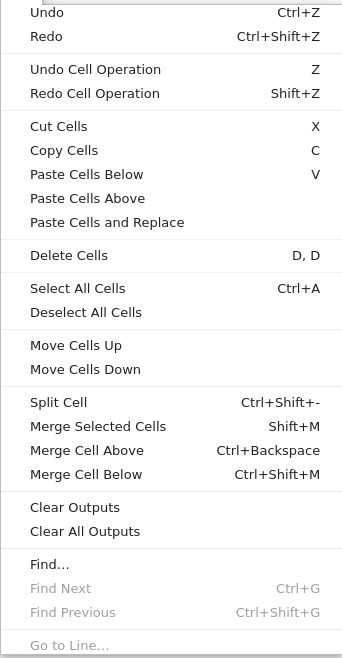 Undo Ctrl+Z
Redo Ctrl+Shift+Z
Undo Cell Operation Z
Redo Cell Operation Shift+Z
Cut Cells X
Copy Cells C
Paste Cells Below V
Paste Cells Above
Paste Cells and Replace
Delete Cells D, D
Select All Cells Ctrl+A
Deselect All Cells
Move Cells Up
Move Cells Down
Split Cell Ctrl+Shift+-
Merge Selected Cells Shift+M
Merge Cell Above Ctrl+Backspace
Merge Cell Below Ctrl+Shift+M
Clear Outputs
Clear All Outputs
Find…
Find Next Ctrl+G
Find Previous Ctrl+Shift+G
Go to Line…